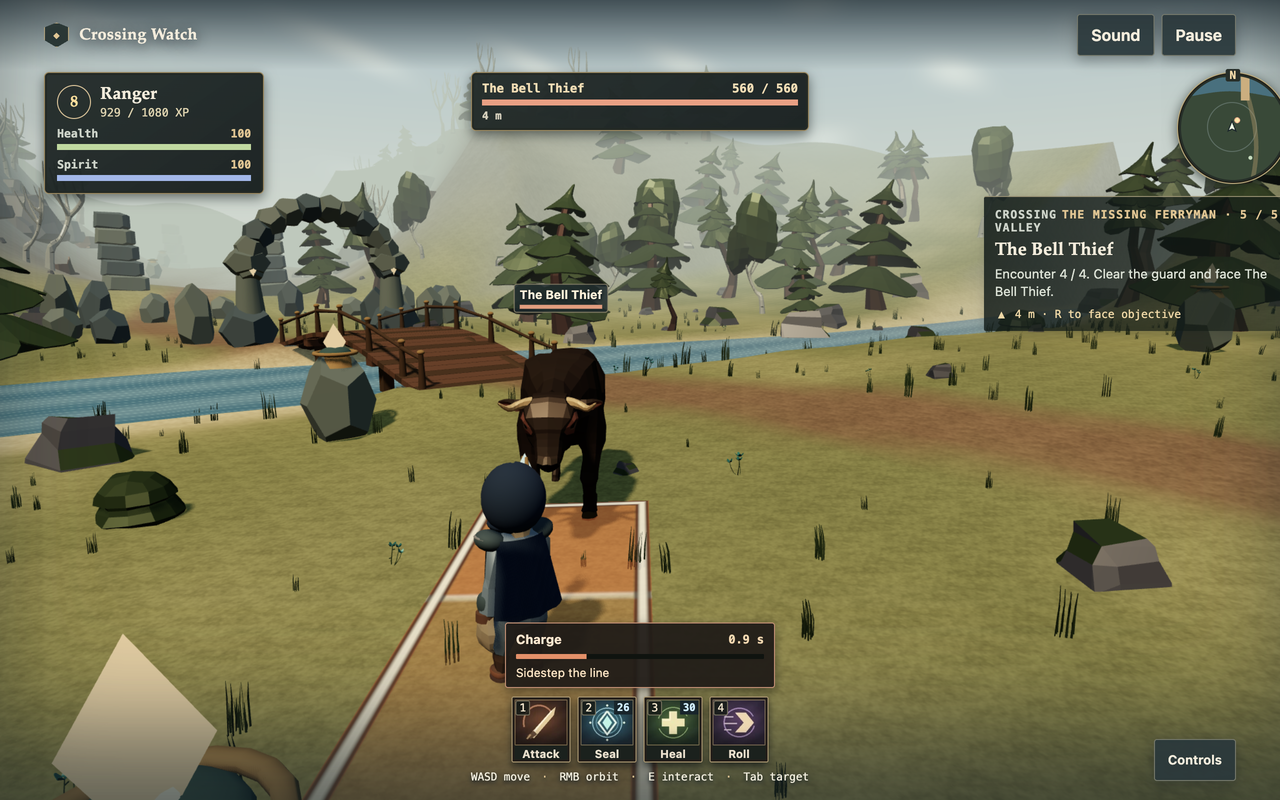 Crossing Watch
Sound
Pause
N
8
Ranger
929 / 1080 XP
Health 100
Spirit 100
The Bell Thief 560 / 560
4 m
CROSSING VALLEY
THE MISSING FERRYMAN · 5 / 5
The Bell Thief
Encounter 4 / 4. Clear the guard and face The
Bell Thief.
▲ 4 m · R to face objective
The Bell Thief
Charge 0.9 s
Sidestep the line
1
2 26
3 30
4
Attack
Seal
Heal
Roll
WASD move · RMB orbit · E interact · Tab target
Controls